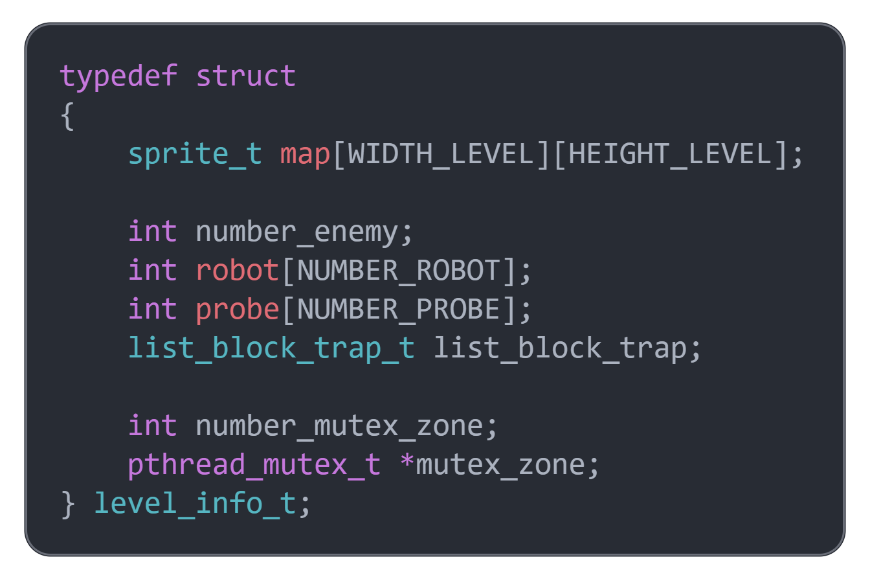 typedef struct
{
    sprite_t map[WIDTH_LEVEL][HEIGHT_LEVEL];

    int number_enemy;
    int robot[NUMBER_ROBOT];
    int probe[NUMBER_PROBE];
    list_block_trap_t list_block_trap;

    int number_mutex_zone;
    pthread_mutex_t *mutex_zone;
} level_info_t;